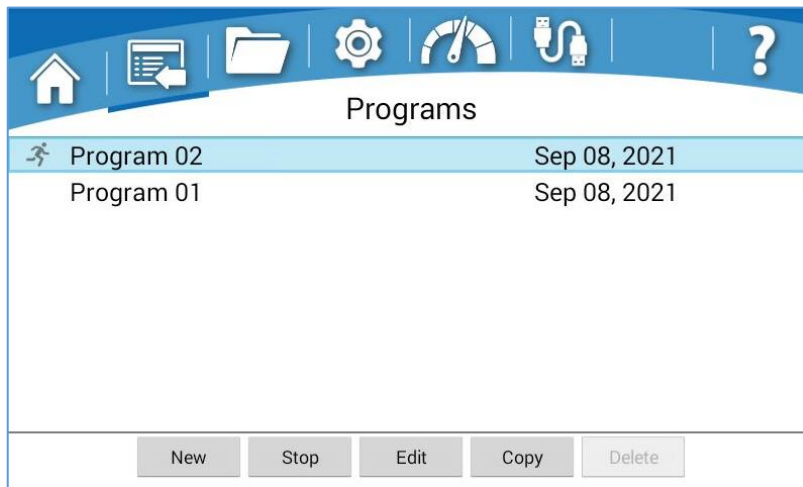 ?
Programs
Program 02 Sep 08, 2021
Program 01 Sep 08, 2021
New Stop Edit Copy Delete